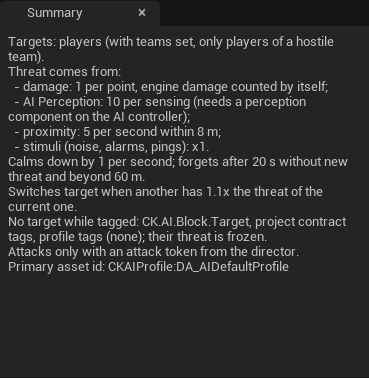 Summary
Targets: players (with teams set, only players of a hostile
team).
Threat comes from:
- damage: 1 per point, engine damage counted by itself;
- AI Perception: 10 per sensing (needs a perception
component on the AI controller);
- proximity: 5 per second within 8 m;
- stimuli (noise, alarms, pings): x1.
Calms down by 1 per second; forgets after 20 s without new
threat and beyond 60 m.
Switches target when another has 1.1x the threat of the
current one.
No target while tagged: CK.AI.Block.Target, project contract
tags, profile tags (none); their threat is frozen.
Attacks only with an attack token from the director.
Primary asset id: CKAIProfile:DA_AIDefaultProfile